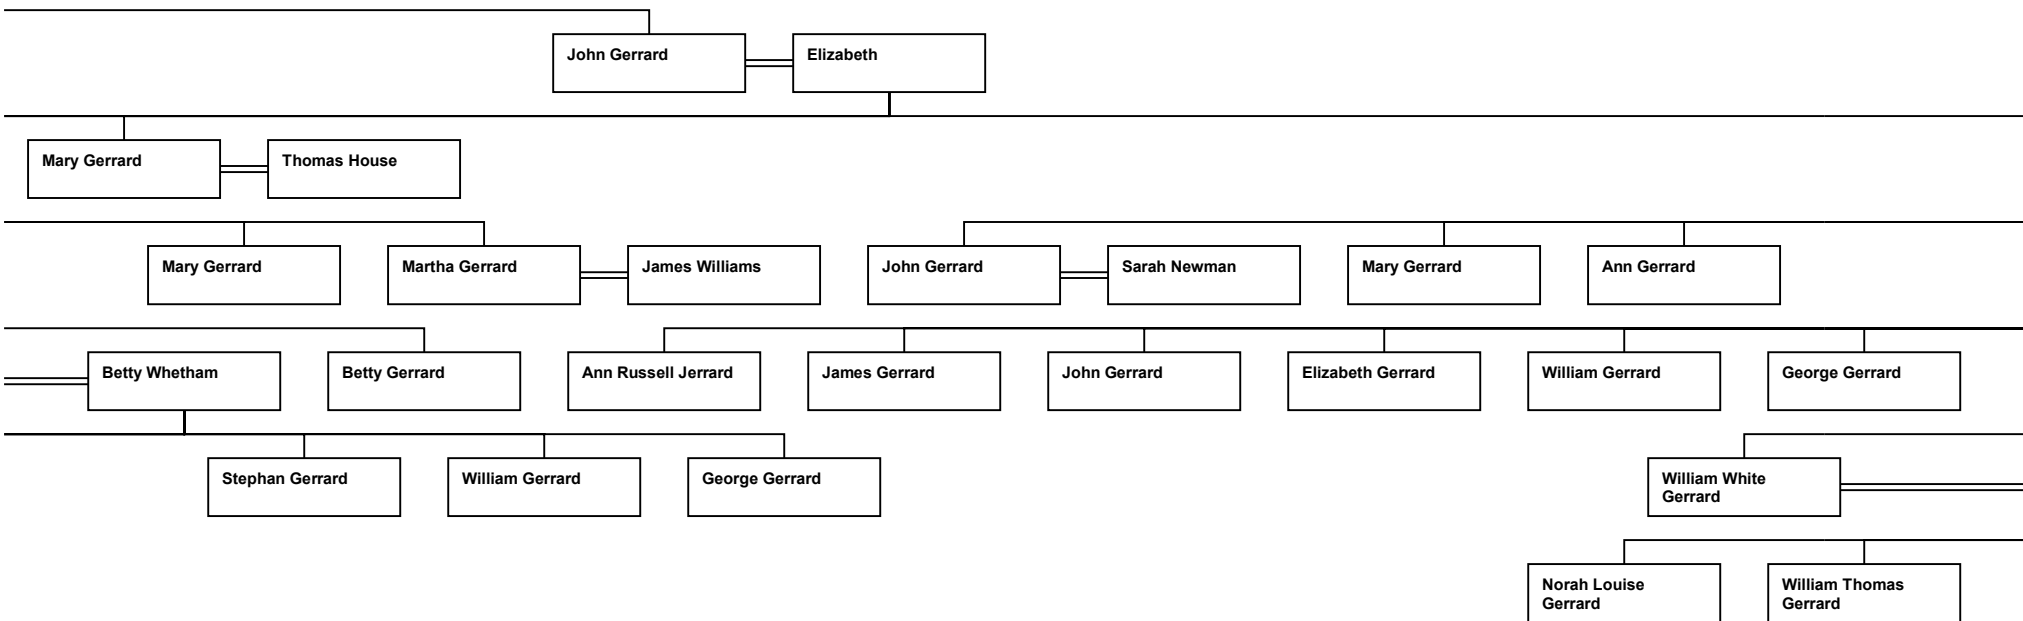 John Gerrard
Elizabeth
Mary Gerrard
Thomas House
Mary Gerrard
Martha Gerrard
James Williams
John Gerrard
Sarah Newman
Mary Gerrard
Ann Gerrard
Betty Whetham
Betty Gerrard
Ann Russell Jerrard
James Gerrard
John Gerrard
Elizabeth Gerrard
William Gerrard
George Gerrard
Stephan Gerrard
William Gerrard
George Gerrard
William White
Gerrard
Norah Louise
Gerrard
William Thomas
Gerrard